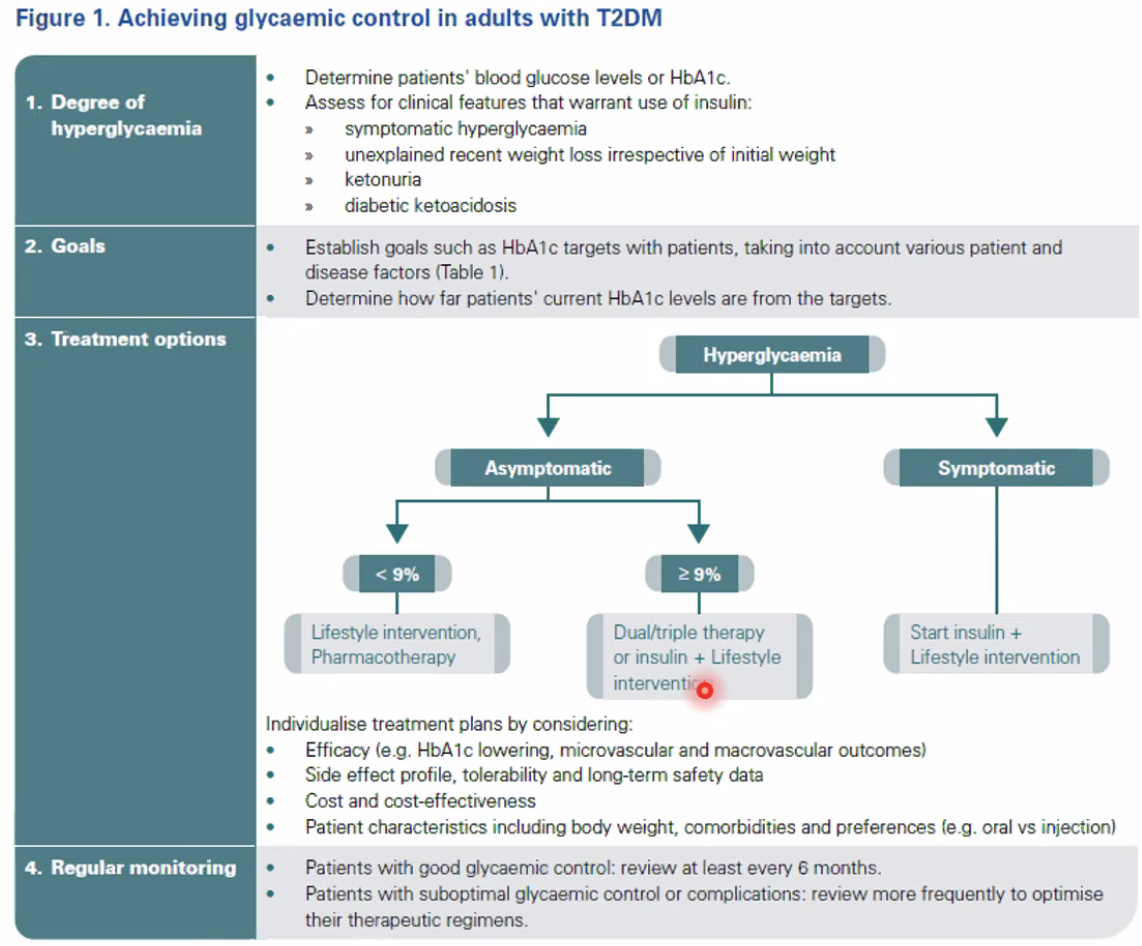 Figure 1. Achieving glycaemic control in adults with T2DM
1. Degree of
hyperglycaemia
• Determine patients' blood glucose levels or HbA1c.
• Assess for clinical features that warrant use of insulin:
» symptomatic hyperglycaemia
» unexplained recent weight loss irrespective of initial weight
» ketonuria
» diabetic ketoacidosis
2. Goals
• Establish goals such as HbA1c targets with patients, taking into account various patient and
disease factors (Table 1).
• Determine how far patients' current HbA1c levels are from the targets.
3. Treatment options
Hyperglycaemia
Asymptomatic
Symptomatic
< 9%
≥ 9%
Lifestyle intervention,
Pharmacotherapy
Dual/triple therapy
or insulin + Lifestyle
intervention
Start insulin +
Lifestyle intervention
Individualise treatment plans by considering:
• Efficacy (e.g. HbA1c lowering, microvascular and macrovascular outcomes)
• Side effect profile, tolerability and long-term safety data
• Cost and cost-effectiveness
• Patient characteristics including body weight, comorbidities and preferences (e.g. oral vs injection)
4. Regular monitoring
• Patients with good glycaemic control: review at least every 6 months.
• Patients with suboptimal glycaemic control or complications: review more frequently to optimise
their therapeutic regimens.